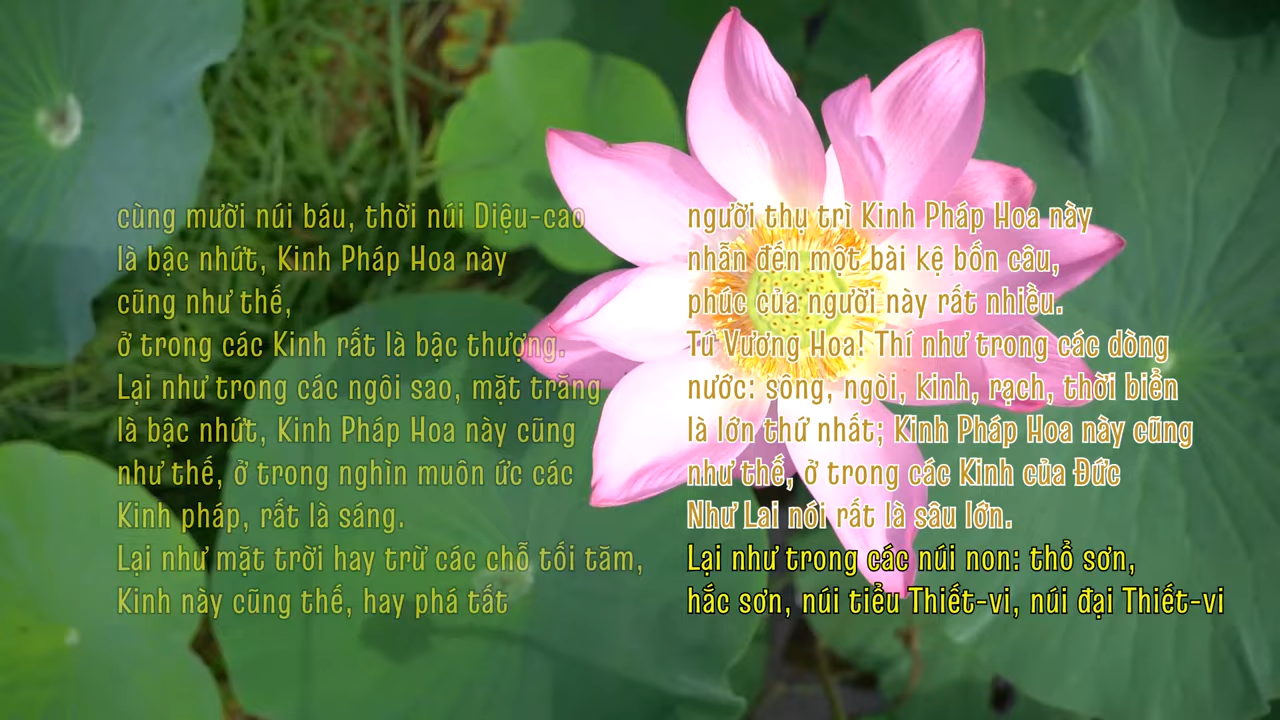 cùng mười núi báu, thời núi Diệu-cao
là bậc nhứt, Kinh Pháp Hoa này
cũng như thế,
ở trong các Kinh rất là bậc thượng.
Lại như trong các ngôi sao, mặt trăng
là bậc nhứt, Kinh Pháp Hoa này cũng
như thế, ở trong nghìn muôn ức các
Kinh pháp, rất là sáng.
Lại như mặt trời hay trừ các chỗ tối tăm,
Kinh này cũng thế, hay phá tất
người thụ trì Kinh Pháp Hoa này
nhẫn đến một bài kệ bốn câu,
phúc của người này rất nhiều.
Tú Vương Hoa! Thí như trong các dòng
nước: sông, ngòi, kinh, rạch, thời biển
là lớn thứ nhất; Kinh Pháp Hoa này cũng
như thế, ở trong các Kinh của Đức
Như Lai nói rất là sâu lớn.
Lại như trong các núi non: thổ sơn,
hắc sơn, núi tiểu Thiết-vi, núi đại Thiết-vi